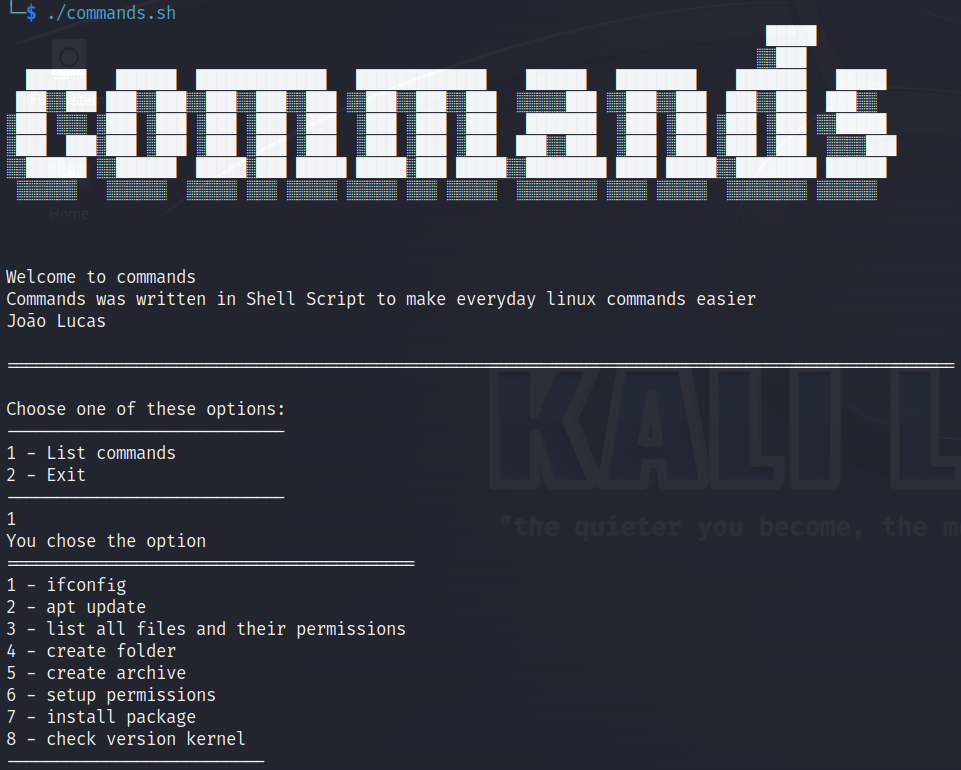 └─$ ./commands.sh
commands
Welcome to commands
Commands was written in Shell Script to make everyday linux commands easier
João Lucas
Choose one of these options:
1 - List commands
2 - Exit
1
You chose the option
1 - ifconfig
2 - apt update
3 - list all files and their permissions
4 - create folder
5 - create archive
6 - setup permissions
7 - install package
8 - check version kernel
Home
KALI L
"the quieter you become, the m